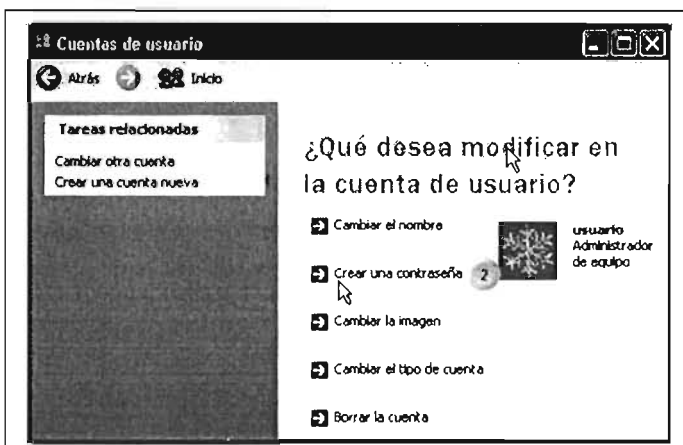 Cuentas de usuario
Atrás Inicio
Tareas relacionadas
Cambiar otra cuenta
Crear una cuenta nueva
¿Qué desea modificar en
la cuenta de usuario?
Cambiar el nombre
Crear una contraseña
2
usuario
Administrador
de equipo
Cambiar la imagen
Cambiar el tipo de cuenta
Borrar la cuenta